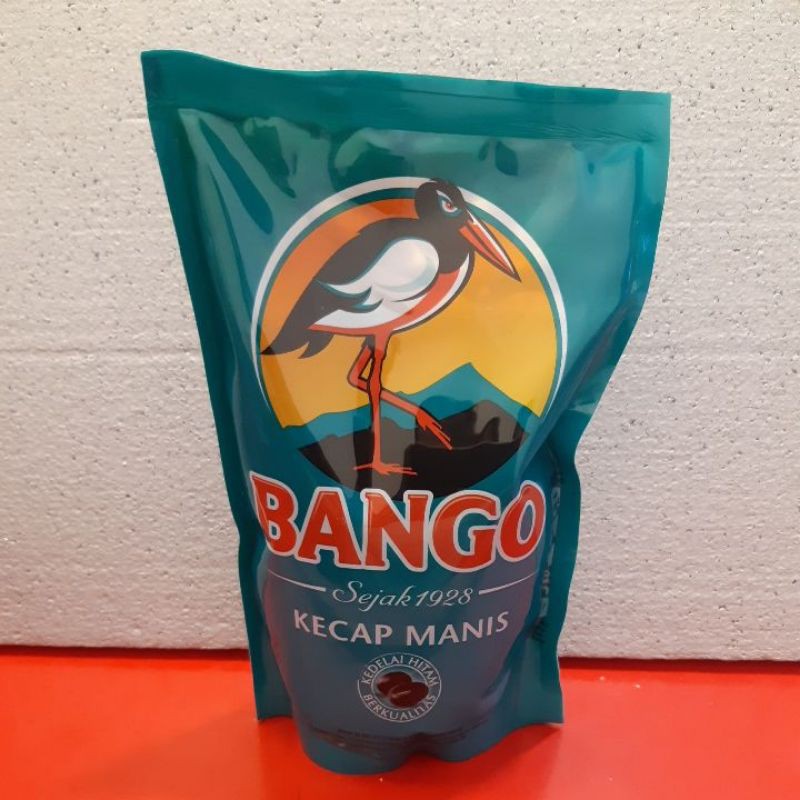 BANGO
Sejak 1928
KECAP MANIS
KEDELAI HITAM
BERKUALITAS